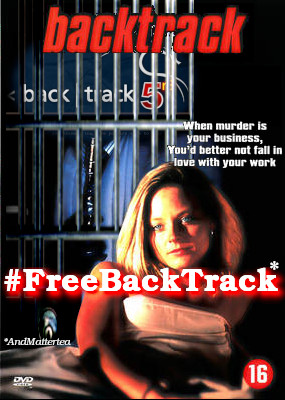 backtrack
< back | track 5
When murder is
your business,
You'd better not fall in
love with your work
#FreeBackTrack*
*AndMattertea
DVD
16